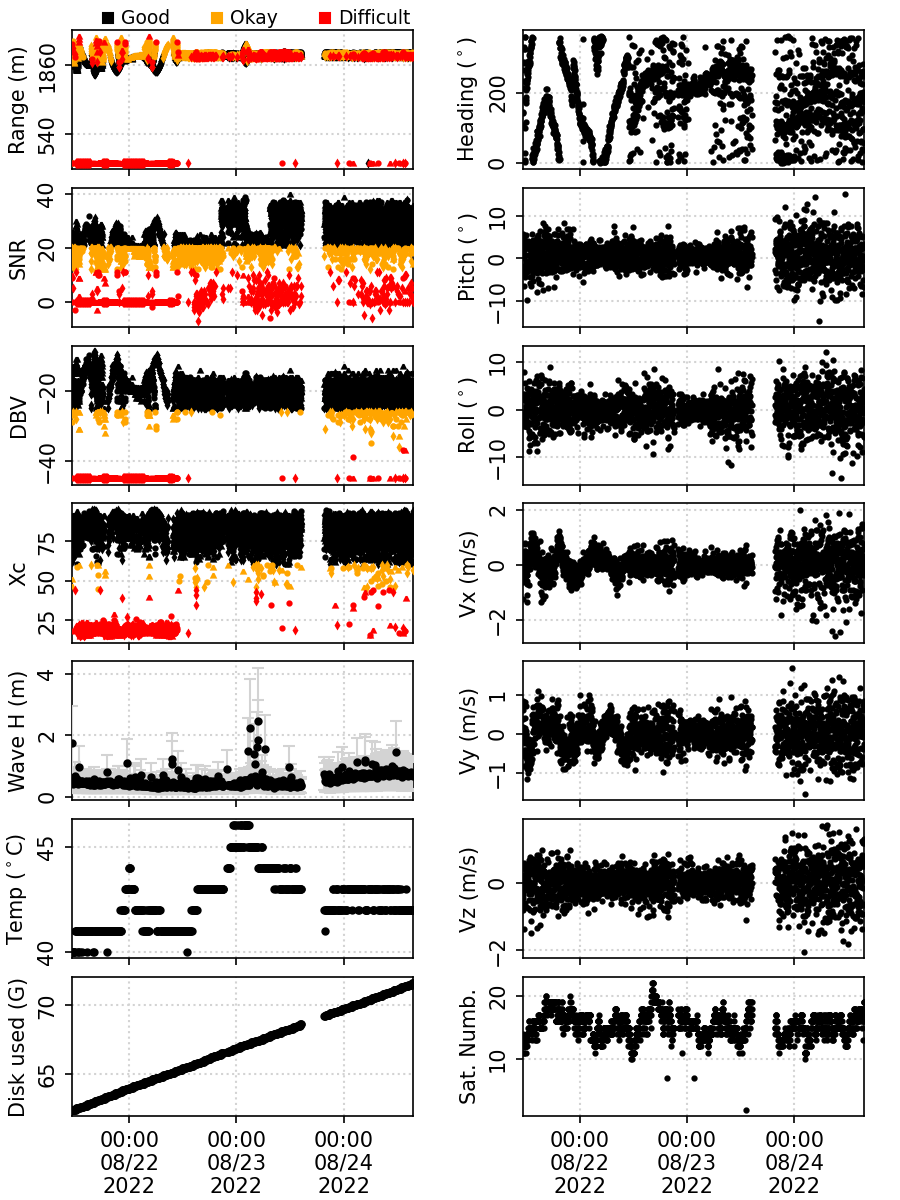 Good Okay Difficult
Range (m)
1860
540
Heading (°)
200
0
SNR
40
20
0
Pitch (°)
10
0
−10
DBV
−20
−40
Roll (°)
10
0
−10
Xc
75
50
25
Vx (m/s)
2
0
−2
Wave H (m)
4
2
0
Vy (m/s)
1
0
−1
Temp (°C)
45
40
Vz (m/s)
0
−2
Disk used (G)
70
65
Sat. Numb.
20
10
00:00 00:00 00:00 00:00 00:00 00:00
08/22 08/23 08/24 08/22 08/23 08/24
2022 2022 2022 2022 2022 2022